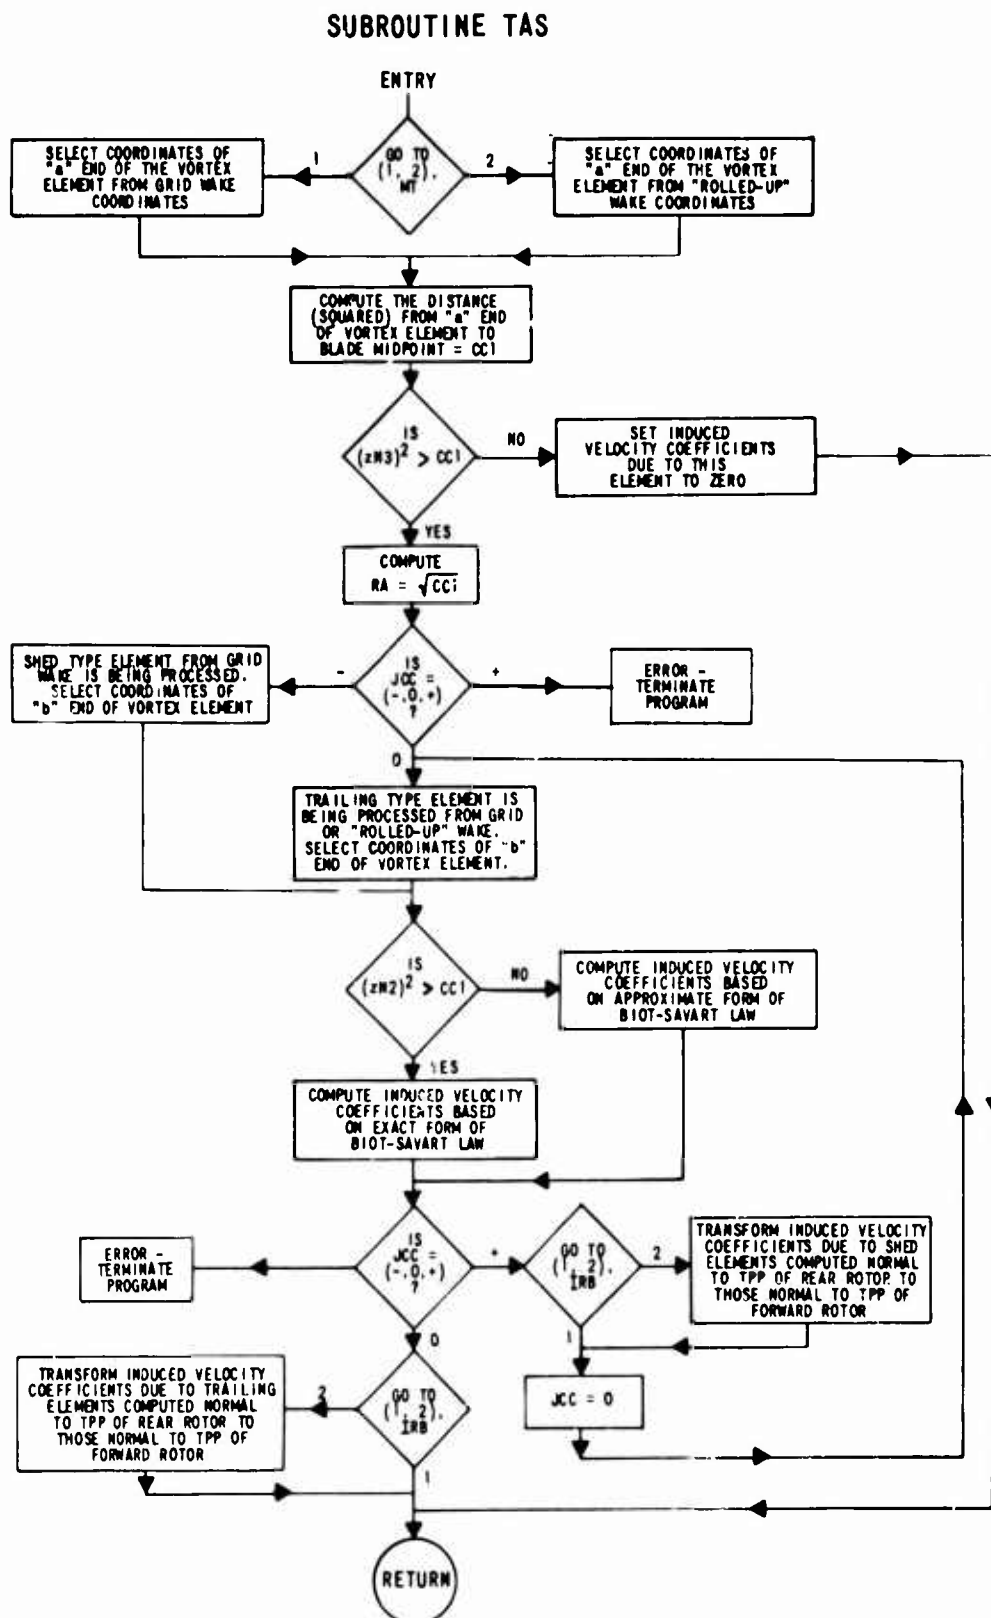 SUBROUTINE TAS
ENTRY
GO TO
(1, 2),
MT
1
2
SELECT COORDINATES OF
"a" END OF THE VORTEX
ELEMENT FROM GRID WAKE
COORDINATES
SELECT COORDINATES OF
"a" END OF THE VORTEX
ELEMENT FROM "ROLLED-UP"
WAKE COORDINATES
COMPUTE THE DISTANCE
(SQUARED) FROM "a" END
OF VORTEX ELEMENT TO
BLADE MIDPOINT = CC1
IS
(zN3)² > CC1
NO
SET INDUCED
VELOCITY COEFFICIENTS
DUE TO THIS
ELEMENT TO ZERO
YES
COMPUTE
RA = √CC1
IS
JCC =
(-,0,+)
?
-
+
SHED TYPE ELEMENT FROM GRID
WAKE IS BEING PROCESSED.
SELECT COORDINATES OF
"b" END OF VORTEX ELEMENT
ERROR -
TERMINATE
PROGRAM
0
TRAILING TYPE ELEMENT IS
BEING PROCESSED FROM GRID
OR "ROLLED-UP" WAKE.
SELECT COORDINATES OF "b"
END OF VORTEX ELEMENT.
IS
(zN2)² > CC1
NO
COMPUTE INDUCED VELOCITY
COEFFICIENTS BASED
ON APPROXIMATE FORM OF
BIOT-SAVART LAW
YES
COMPUTE INDUCED VELOCITY
COEFFICIENTS BASED
ON EXACT FORM OF
BIOT-SAVART LAW
ERROR -
TERMINATE
PROGRAM
IS
JCC =
(-,0,+)
?
+
GO TO
(1, 2),
IRB
2
TRANSFORM INDUCED VELOCITY
COEFFICIENTS DUE TO SHED
ELEMENTS COMPUTED NORMAL
TO TPP OF REAR ROTOR TO
THOSE NORMAL TO TPP OF
FORWARD ROTOR
0
1
JCC = 0
TRANSFORM INDUCED VELOCITY
COEFFICIENTS DUE TO TRAILING
ELEMENTS COMPUTED NORMAL
TO TPP OF REAR ROTOR TO
THOSE NORMAL TO TPP OF
FORWARD ROTOR
2
GO TO
(1, 2),
IRB
1
RETURN